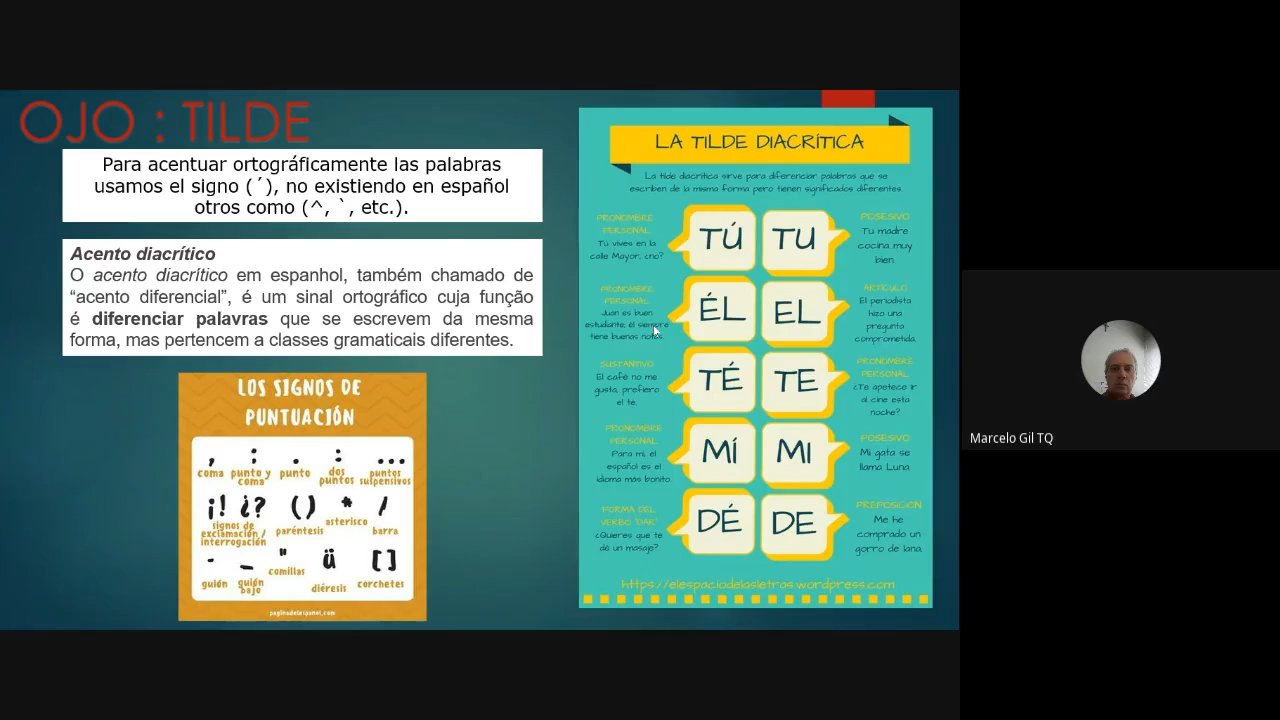 OJO : TILDE
Para acentuar ortográficamente las palabras
usamos el signo (´), no existiendo en español
otros como (^, `, etc.).
Acento diacrítico
O acento diacrítico em espanhol, também chamado de
“acento diferencial”, é um sinal ortográfico cuja função
é diferenciar palavras que se escrevem da mesma
forma, mas pertencem a classes gramaticais diferentes.
LOS SIGNOS DE
PUNTUACIÓN
, ; . : ...
coma punto y coma punto dos puntos puntos suspensivos
¡! ¿? ( ) * /
signos de exclamación / interrogación paréntesis asterisco barra
- _ " ü [ ]
guión guión bajo comillas diéresis corchetes
LA TILDE DIACRÍTICA
La tilde diacrítica sirve para diferenciar palabras que se
escriben de la misma forma pero tienen significados diferentes.
PRONOMBRE
PERSONAL
Tú vives en la
calle Mayor, ¿no?
TÚ
TU
POSESIVO
Tu madre
cocina muy
bien.
PRONOMBRE
PERSONAL
Juan es buen
estudiante, él siempre
tiene buenas notas.
ÉL
EL
ARTÍCULO
El periodista
hizo una
pregunta
comprometida.
SUSTANTIVO
El café no me
gusta, prefiero
el té.
TÉ
TE
PRONOMBRE
PERSONAL
¿Te apetece ir
al cine esta
noche?
PRONOMBRE
PERSONAL
Para mí, el
español es el
idioma más bonito.
MÍ
MI
POSESIVO
Mi gata se
llama Luna.
FORMA DEL
VERBO "DAR"
¿Quieres que te
dé un masaje?
DÉ
DE
PREPOSICIÓN
Me he
comprado un
gorro de lana.
https://elespaciodelasletras.wordpress.com
Marcelo Gil TQ